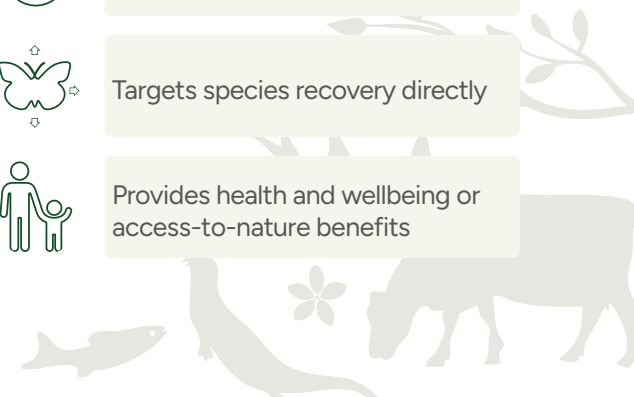 Targets species recovery directly
Provides health and wellbeing or
access-to-nature benefits